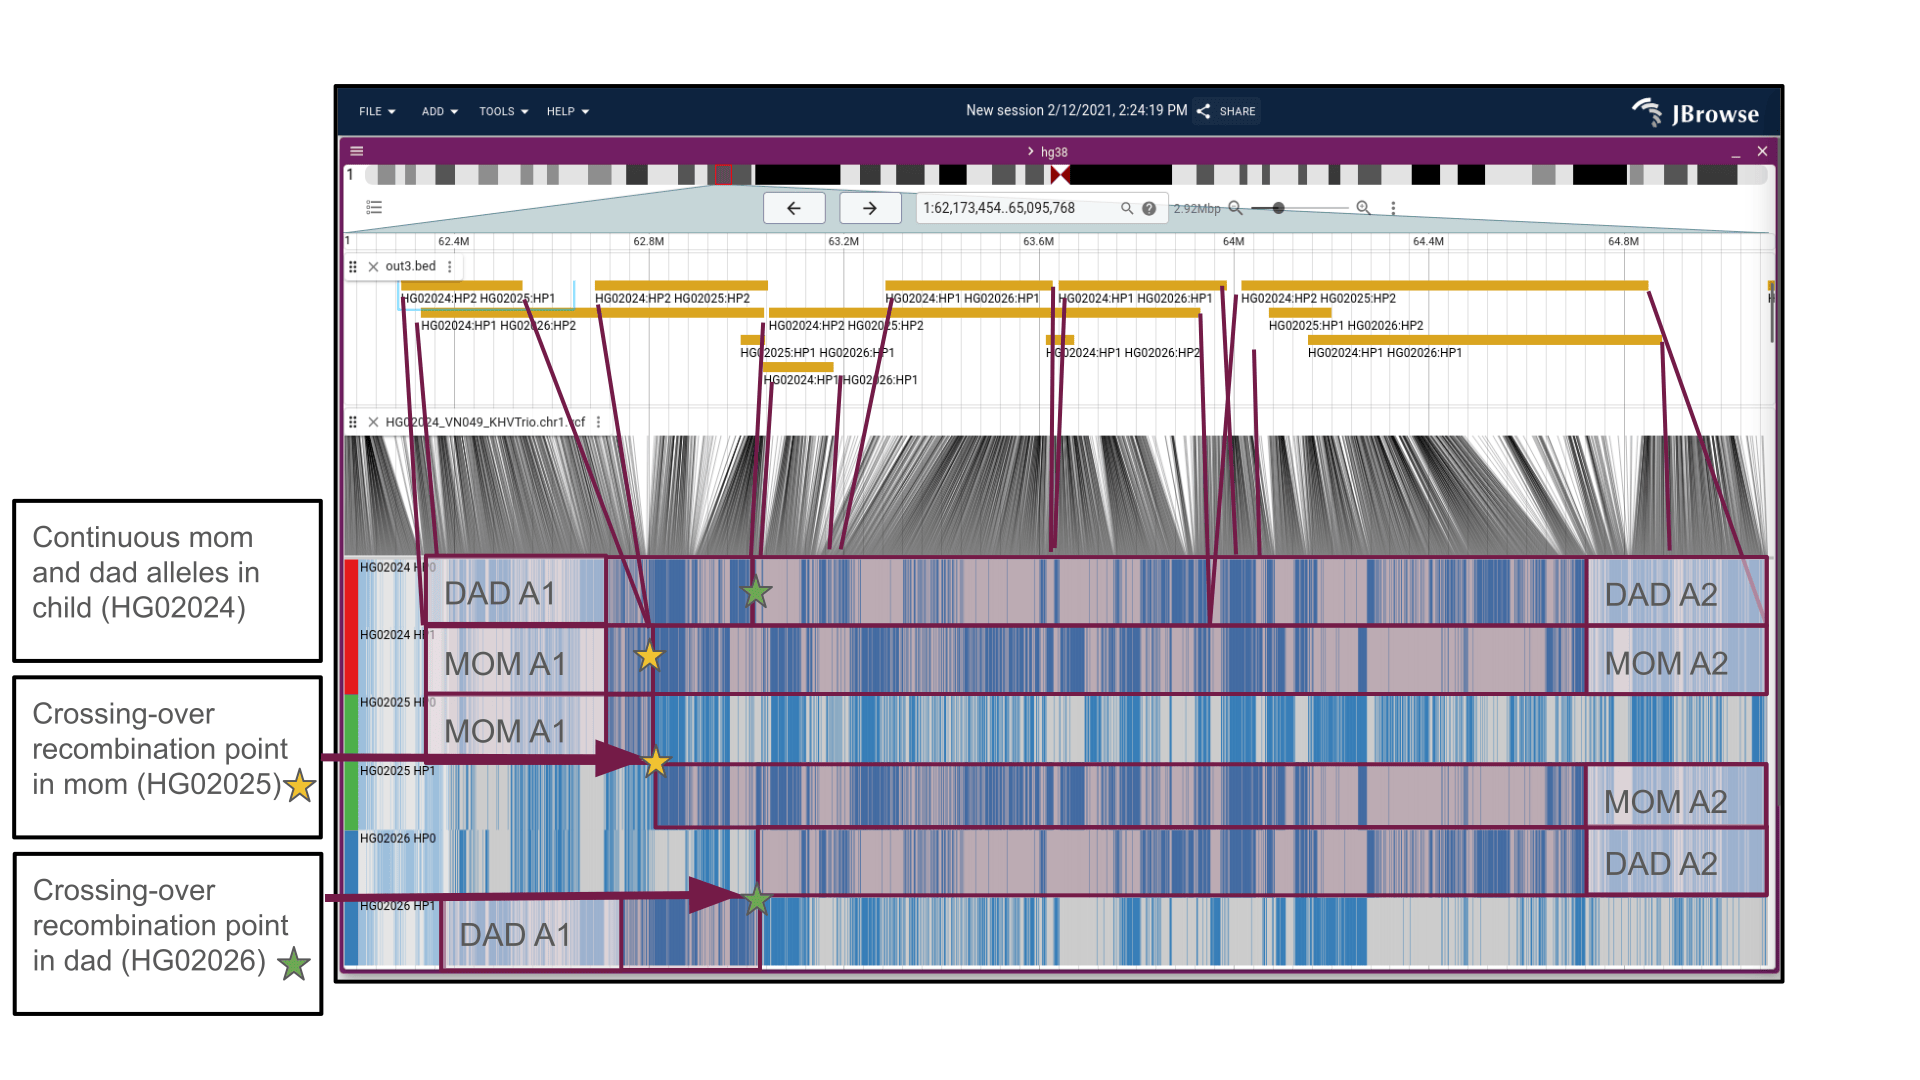 FILE ADD TOOLS HELP New session 2/12/2021, 2:24:19 PM SHARE JBrowse
hg38
1
1:62,173,454..65,095,768 2.92Mbp
1 62.4M 62.8M 63.2M 63.6M 64M 64.4M 64.8M
out3.bed
HG02024:HP2 HG02025:HP1 HG02024:HP2 HG02025:HP2 HG02024:HP1 HG02026:HP1 HG02024:HP1 HG02026:HP1 HG02024:HP2 HG02025:HP2
HG02024:HP1 HG02026:HP2 HG02024:HP2 HG02025:HP2 HG02025:HP1 HG02026:HP2
HG02025:HP1 HG02026:HP1 HG02024:HP1 HG02026:HP2 HG02024:HP1 HG02026:HP1
HG02024:HP1 HG02026:HP1
HG02024_VN049_KHVTrio.chr1.vcf
Continuous mom
and dad alleles in
child (HG02024)
Crossing-over
recombination point
in mom (HG02025)
Crossing-over
recombination point
in dad (HG02026)
HG02024 HP0
DAD A1 DAD A2
HG02024 HP1
MOM A1 MOM A2
HG02025 HP0
MOM A1
HG02025 HP1
MOM A2
HG02026 HP0
DAD A2
HG02026 HP1
DAD A1